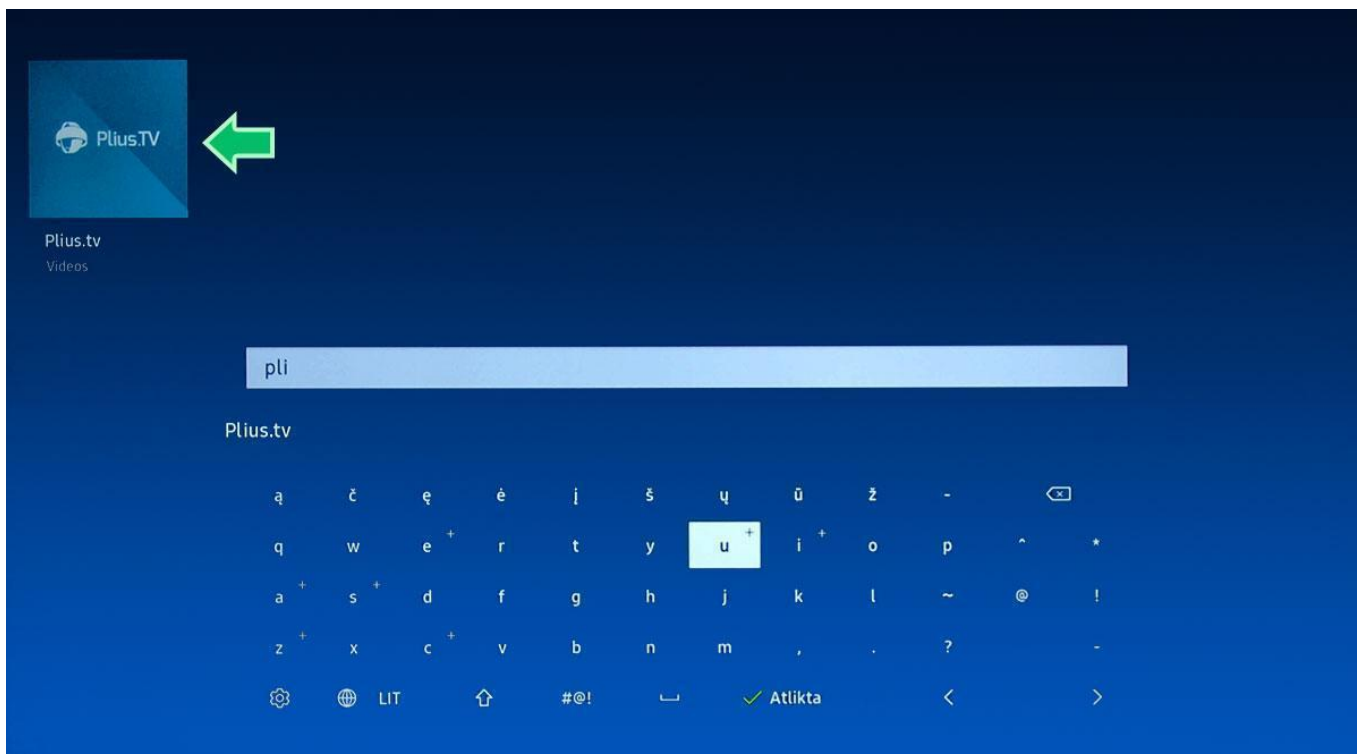 Plius.TV
Plius.tv
Videos
pli
Plius.tv
ą č ę ė į š ų ū ž -
q w e + r t y u + i + o p ^ *
a + s + d f g h j k l ~ @ !
z + x c + v b n m , . ? -
LIT #@! Atlikta < >